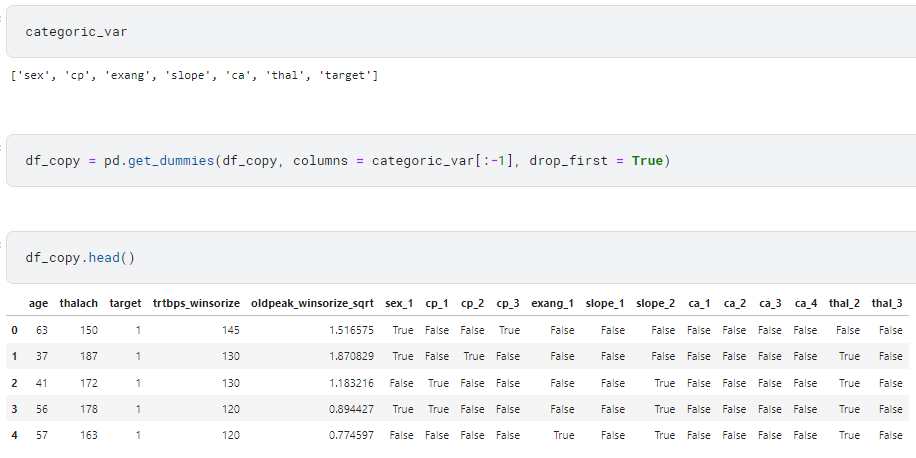 categoric_var
['sex', 'cp', 'exang', 'slope', 'ca', 'thal', 'target']
df_copy = pd.get_dummies(df_copy, columns = categoric_var[:-1], drop_first = True)
df_copy.head()
age thalach target trtbps_winsorize oldpeak_winsorize_sqrt sex_1 cp_1 cp_2 cp_3 exang_1 slope_1 slope_2 ca_1 ca_2 ca_3 ca_4 thal_2 thal_3
0 63 150 1 145 1.516575 True False False True False False False False False False False False False
1 37 187 1 130 1.870829 True False True False False False False False False False False True False
2 41 172 1 130 1.183216 False True False False False False True False False False False True False
3 56 178 1 120 0.894427 True True False False False False True False False False False True False
4 57 163 1 120 0.774597 False False False False True False True False False False False True False